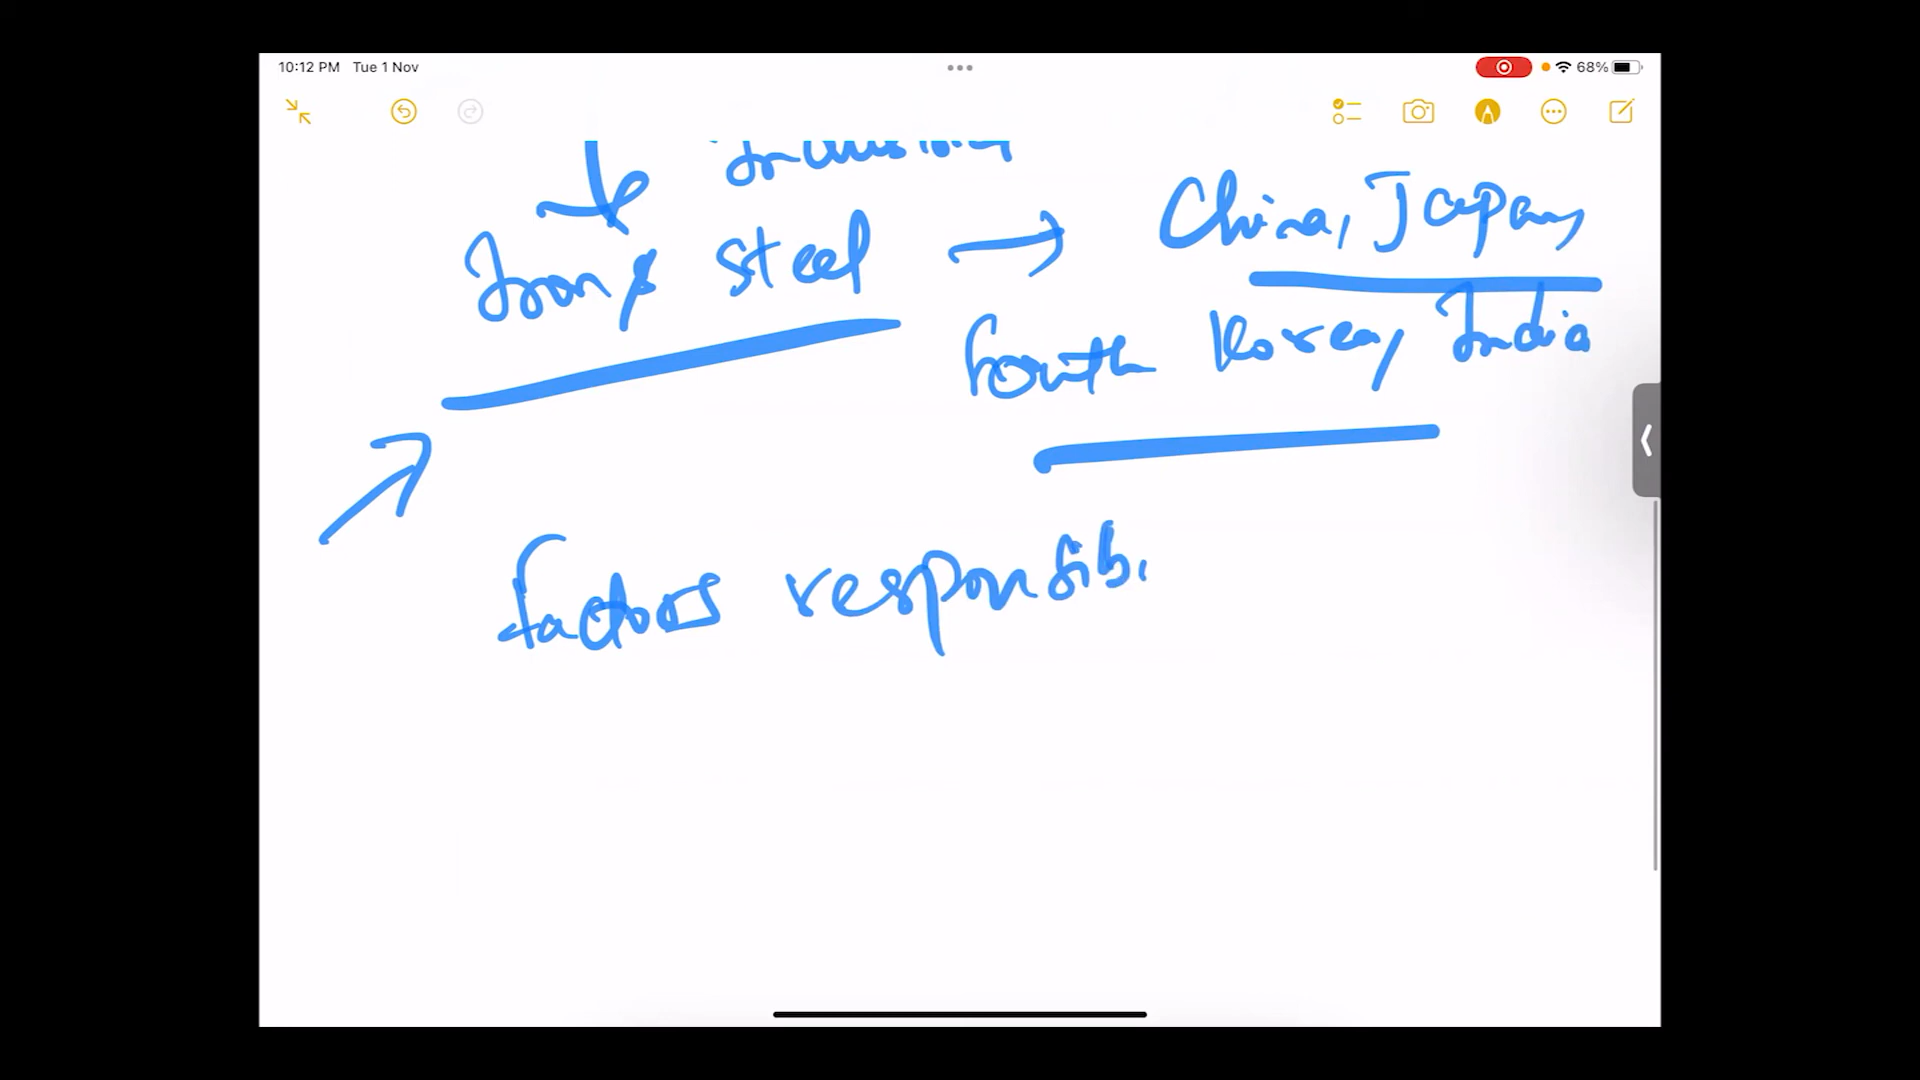 10:12 PM Tue 1 Nov
68%
Iron & steel → China, Japan,
South Korea, India
factors responsib